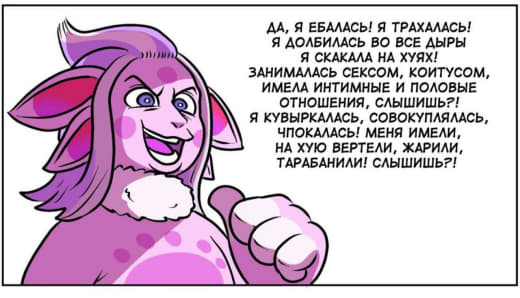 ДА, Я ЕБАЛАСЬ! Я ТРАХАЛАСЬ!
Я ДОЛБИЛАСЬ ВО ВСЕ ДЫРЫ
Я СКАКАЛА НА ХУЯХ!
ЗАНИМАЛАСЬ СЕКСОМ, КОИТУСОМ,
ИМЕЛА ИНТИМНЫЕ И ПОЛОВЫЕ
ОТНОШЕНИЯ, СЛЫШИШЬ?!
Я КУВЫРКАЛАСЬ, СОВОКУПЛЯЛАСЬ,
ЧПОКАЛАСЬ! МЕНЯ ИМЕЛИ,
НА ХУЮ ВЕРТЕЛИ, ЖАРИЛИ,
ТАРАБАНИЛИ! СЛЫШИШЬ?!